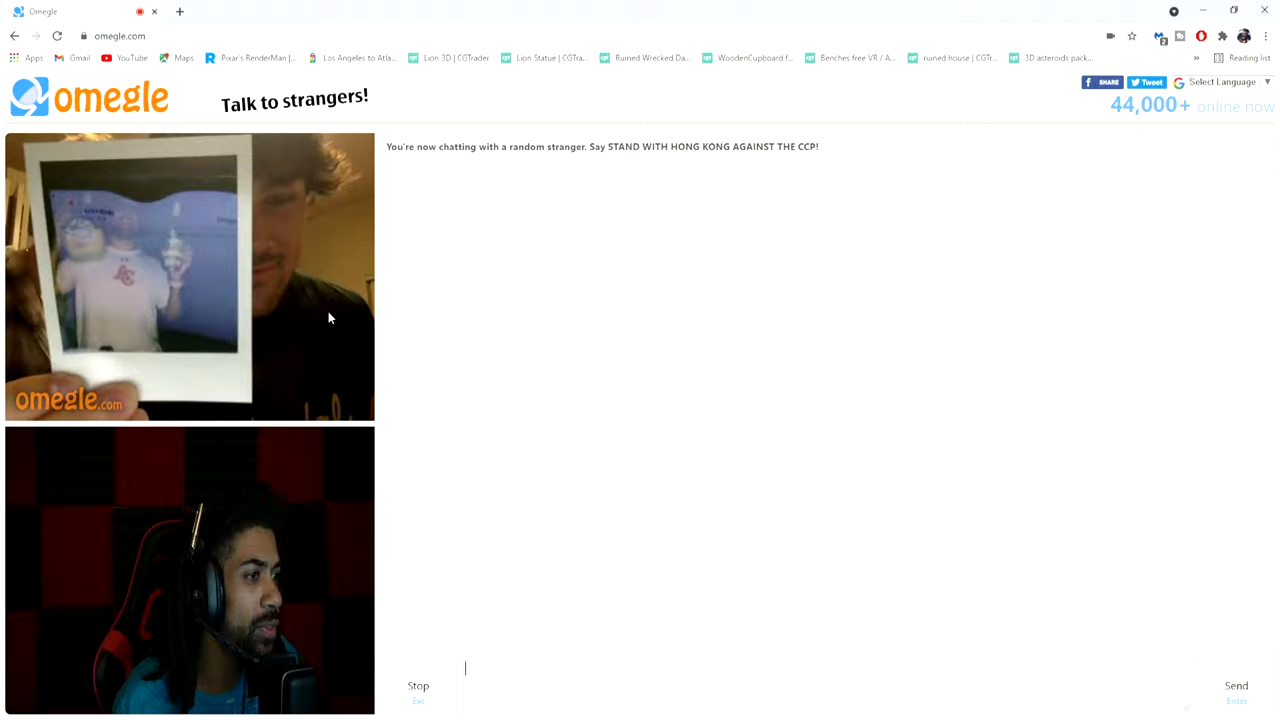 Omegle
omegle.com
Apps
Gmail
YouTube
Maps
Pixar's RenderMan |...
Los Angeles to Atla...
Lion 3D | CGTrader
Lion Statue | CGTra...
Ruined Wrecked Da...
WoodenCupboard f...
Benches free VR / A...
ruined house | CGTr...
3D asteroids pack...
»
Reading list
omegle
Talk to strangers!
SHARE
Tweet
Select Language
44,000+ online now
You're now chatting with a random stranger. Say STAND WITH HONG KONG AGAINST THE CCP!
omegle.com
Stop
Esc
Send
Enter